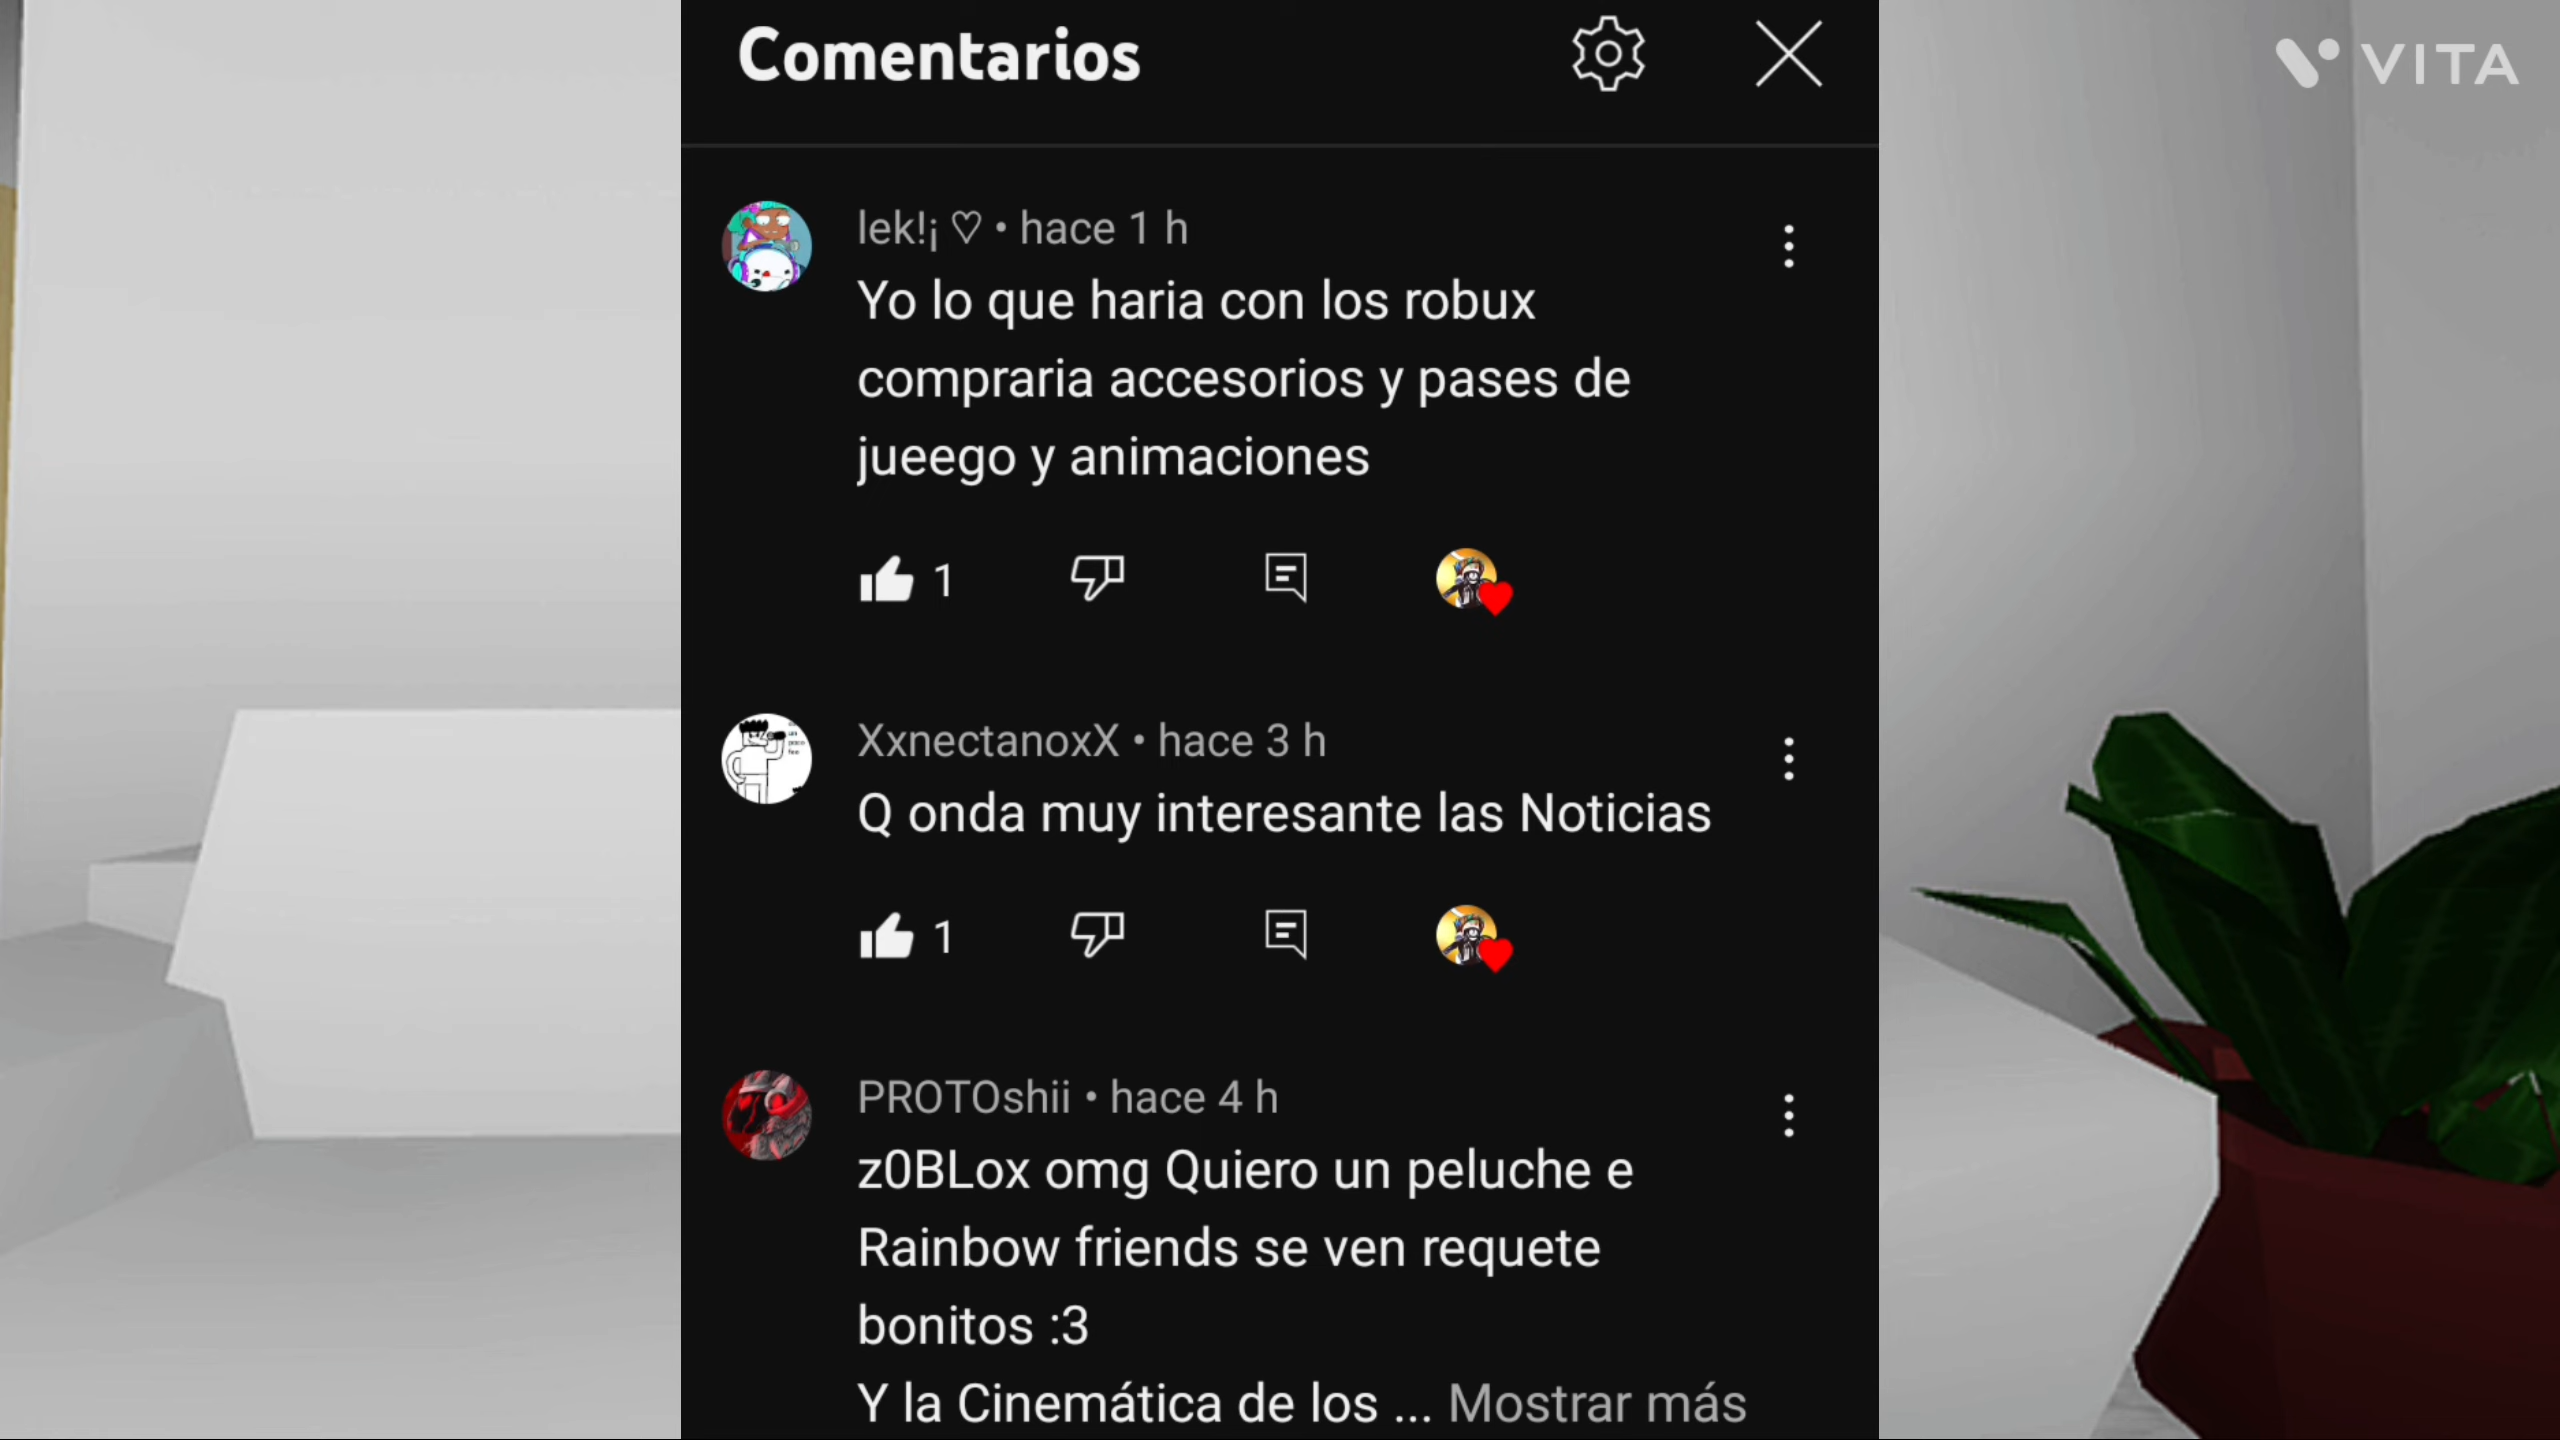 Comentarios
VITA
lek!¡ ♡ • hace 1 h
Yo lo que haria con los robux
compraria accesorios y pases de
jueego y animaciones
1
XxnectanoxX • hace 3 h
Q onda muy interesante las Noticias
1
PROTOshii • hace 4 h
z0BLox omg Quiero un peluche e
Rainbow friends se ven requete
bonitos :3
Y la Cinemática de los ... Mostrar más